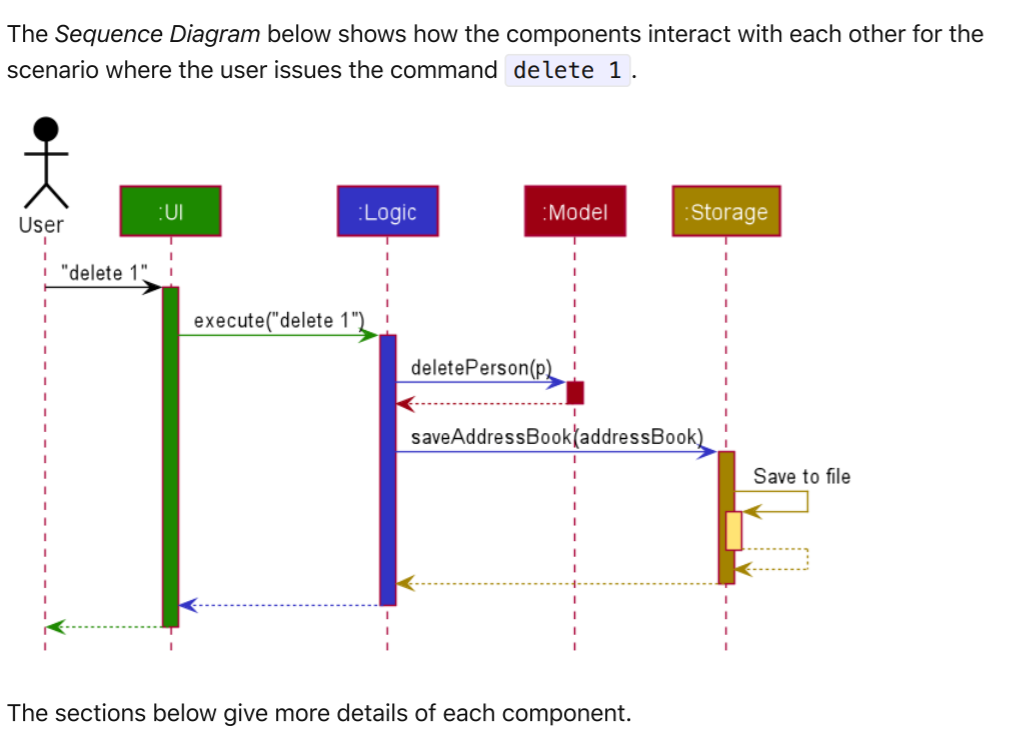 The Sequence Diagram below shows how the components interact with each other for the
scenario where the user issues the command delete 1.
User
:UI
:Logic
:Model
:Storage
"delete 1"
execute("delete 1")
deletePerson(p)
saveAddressBook(addressBook)
Save to file
The sections below give more details of each component.